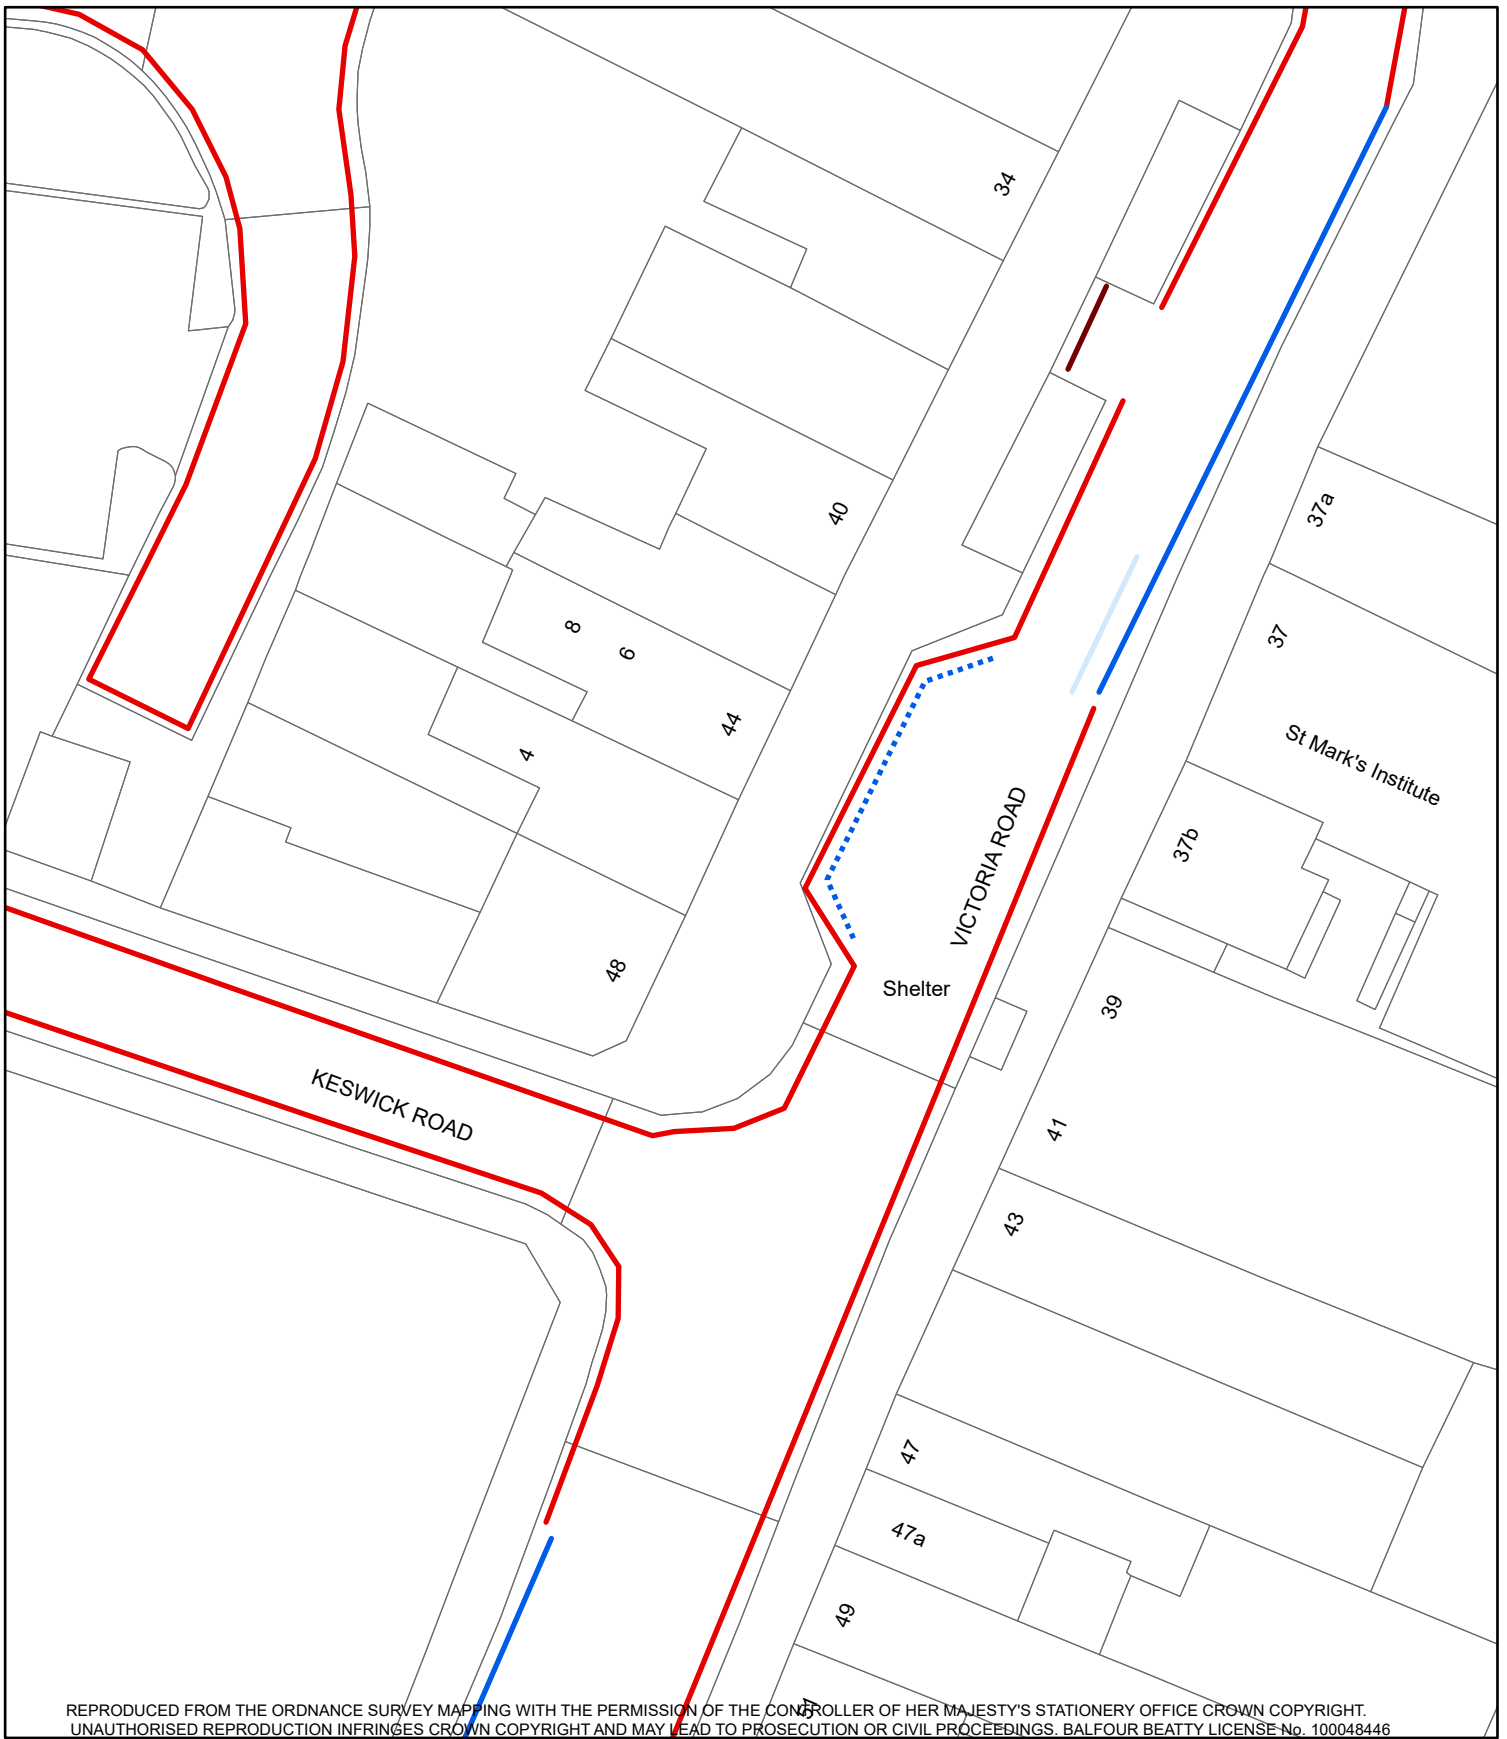 34
37a
40
8
6
37
44
St Mark's Institute
4
37b
VICTORIA ROAD
48
Shelter
39
KESWICK ROAD
41
43
47
47a
49
51
REPRODUCED FROM THE ORDNANCE SURVEY MAPPING WITH THE PERMISSION OF THE CONTROLLER OF HER MAJESTY'S STATIONERY OFFICE CROWN COPYRIGHT.
UNAUTHORISED REPRODUCTION INFRINGES CROWN COPYRIGHT AND MAY LEAD TO PROSECUTION OR CIVIL PROCEEDINGS. BALFOUR BEATTY LICENSE No. 100048446